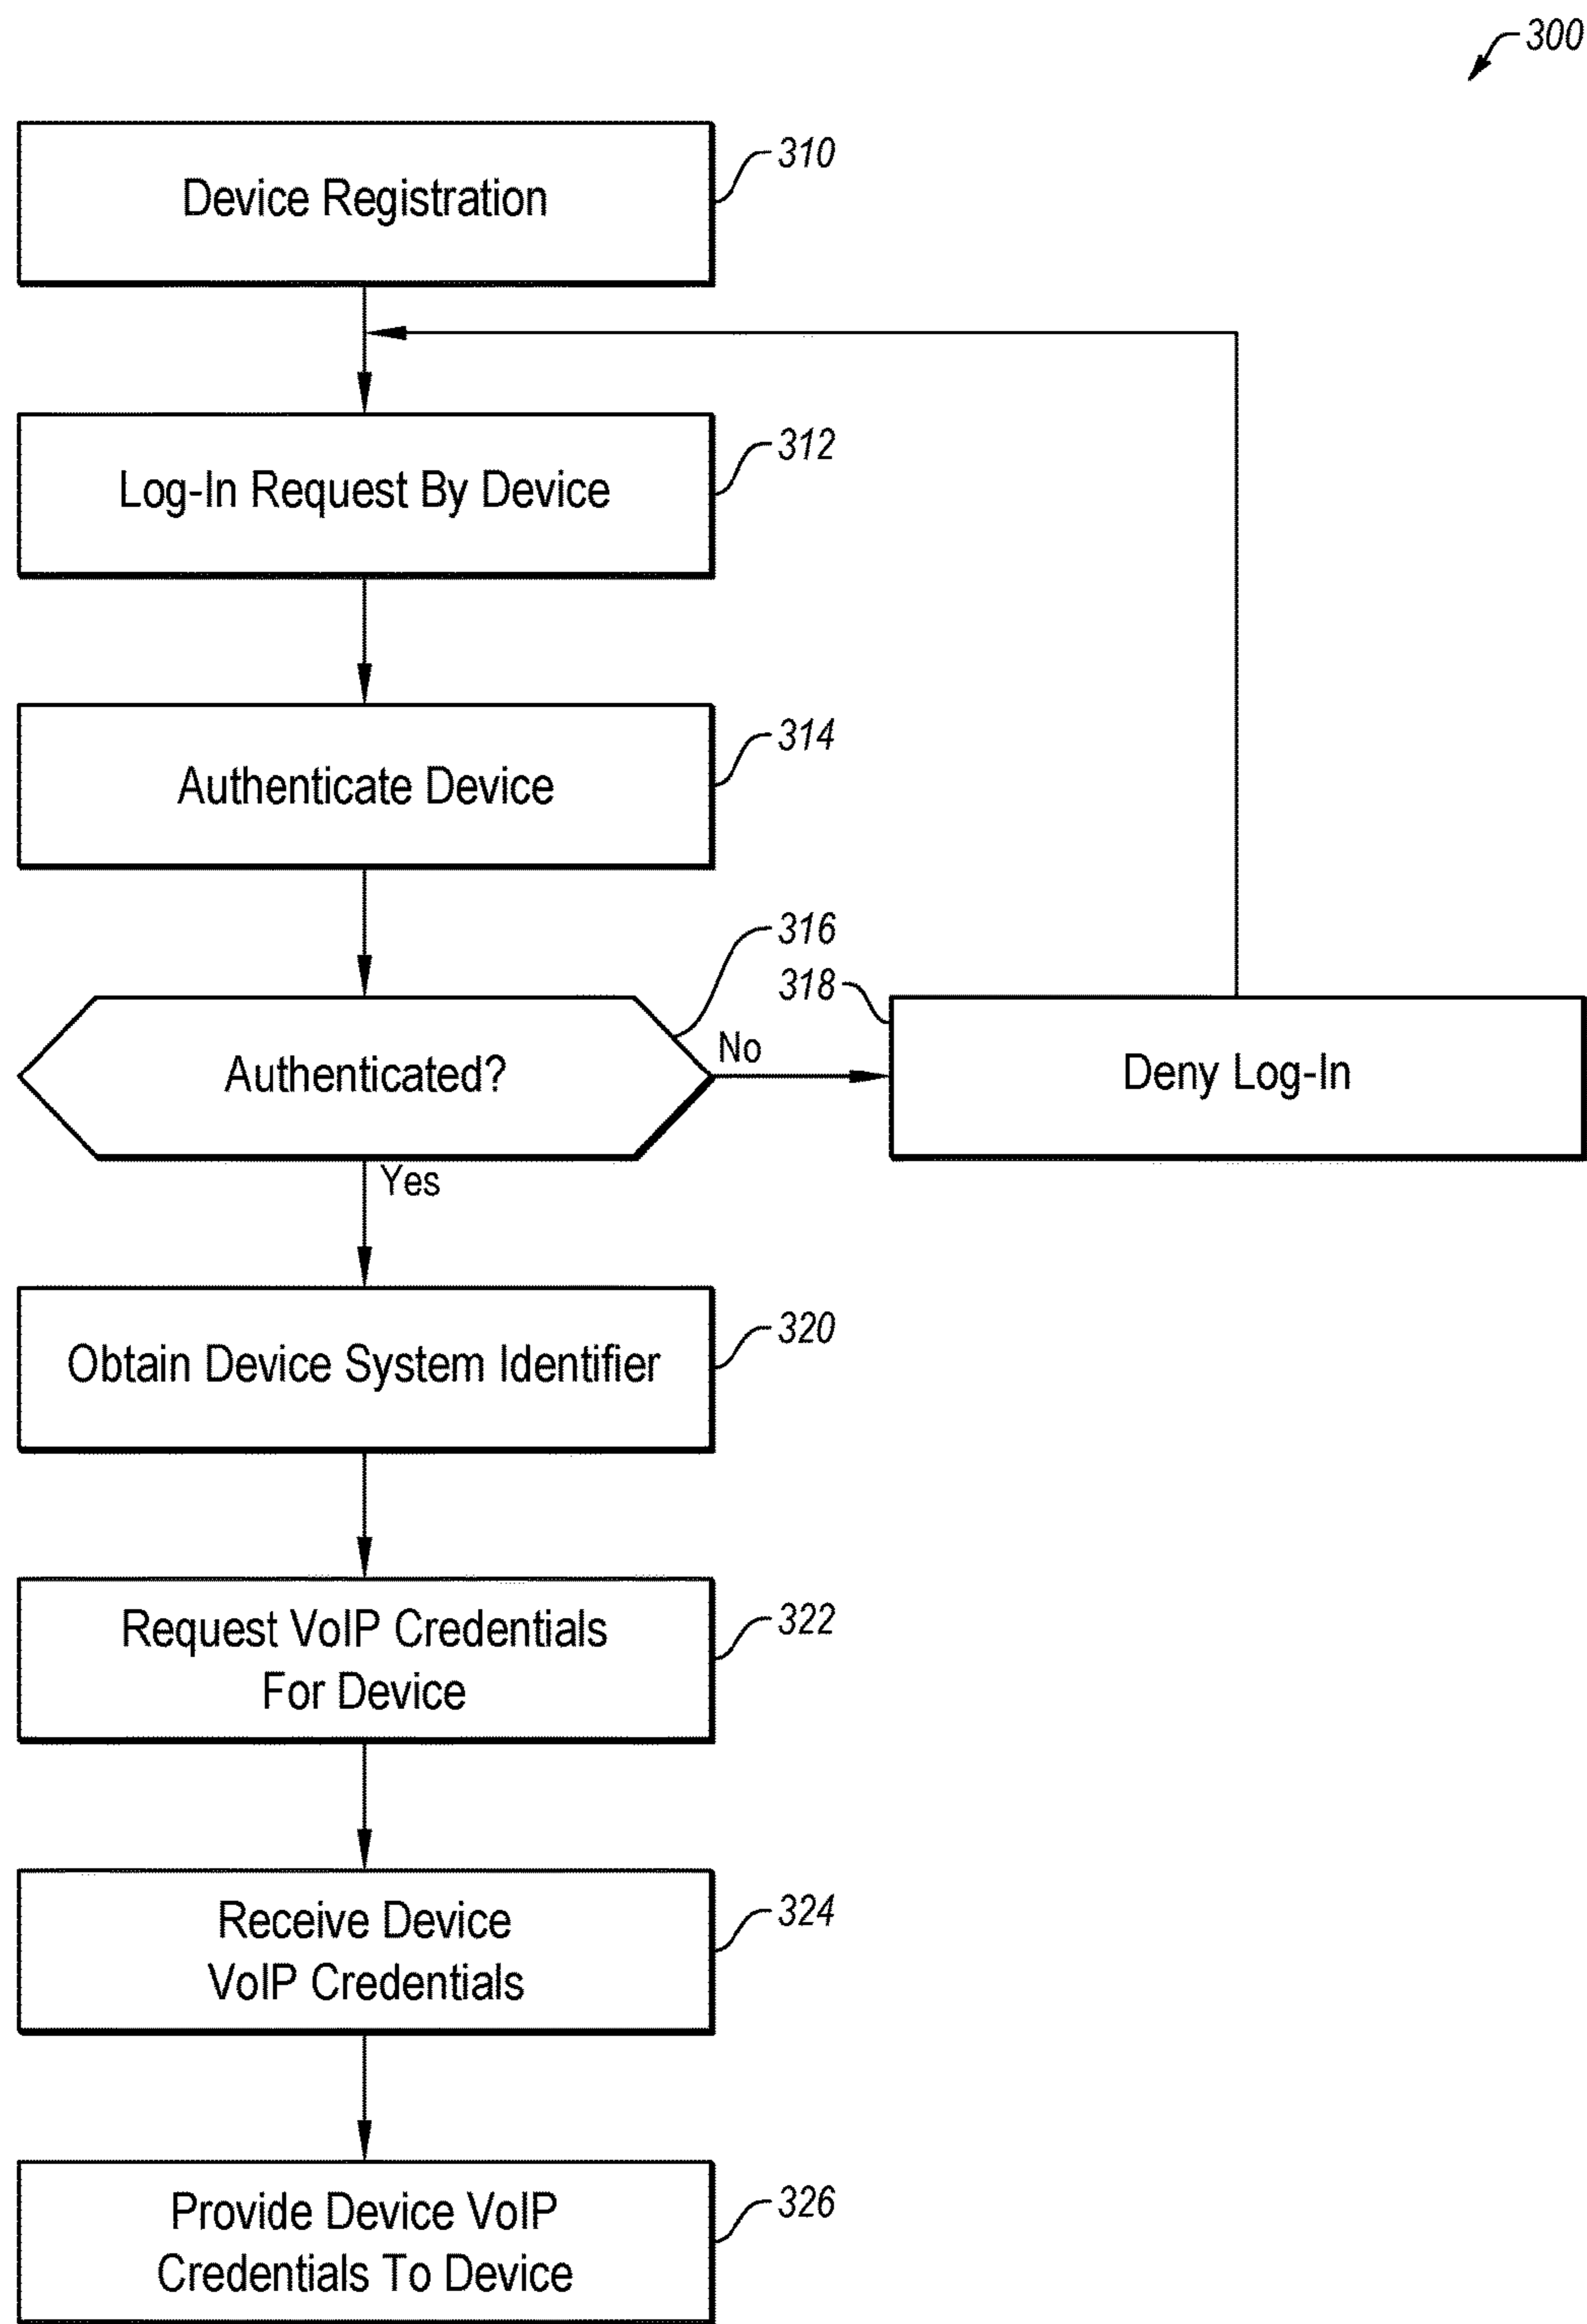 300
Device Registration
310
Log-In Request By Device
312
Authenticate Device
314
316
Authenticated?
No
318
Deny Log-In
Yes
Obtain Device System Identifier
320
Request VoIP Credentials
For Device
322
Receive Device
VoIP Credentials
324
Provide Device VoIP
Credentials To Device
326